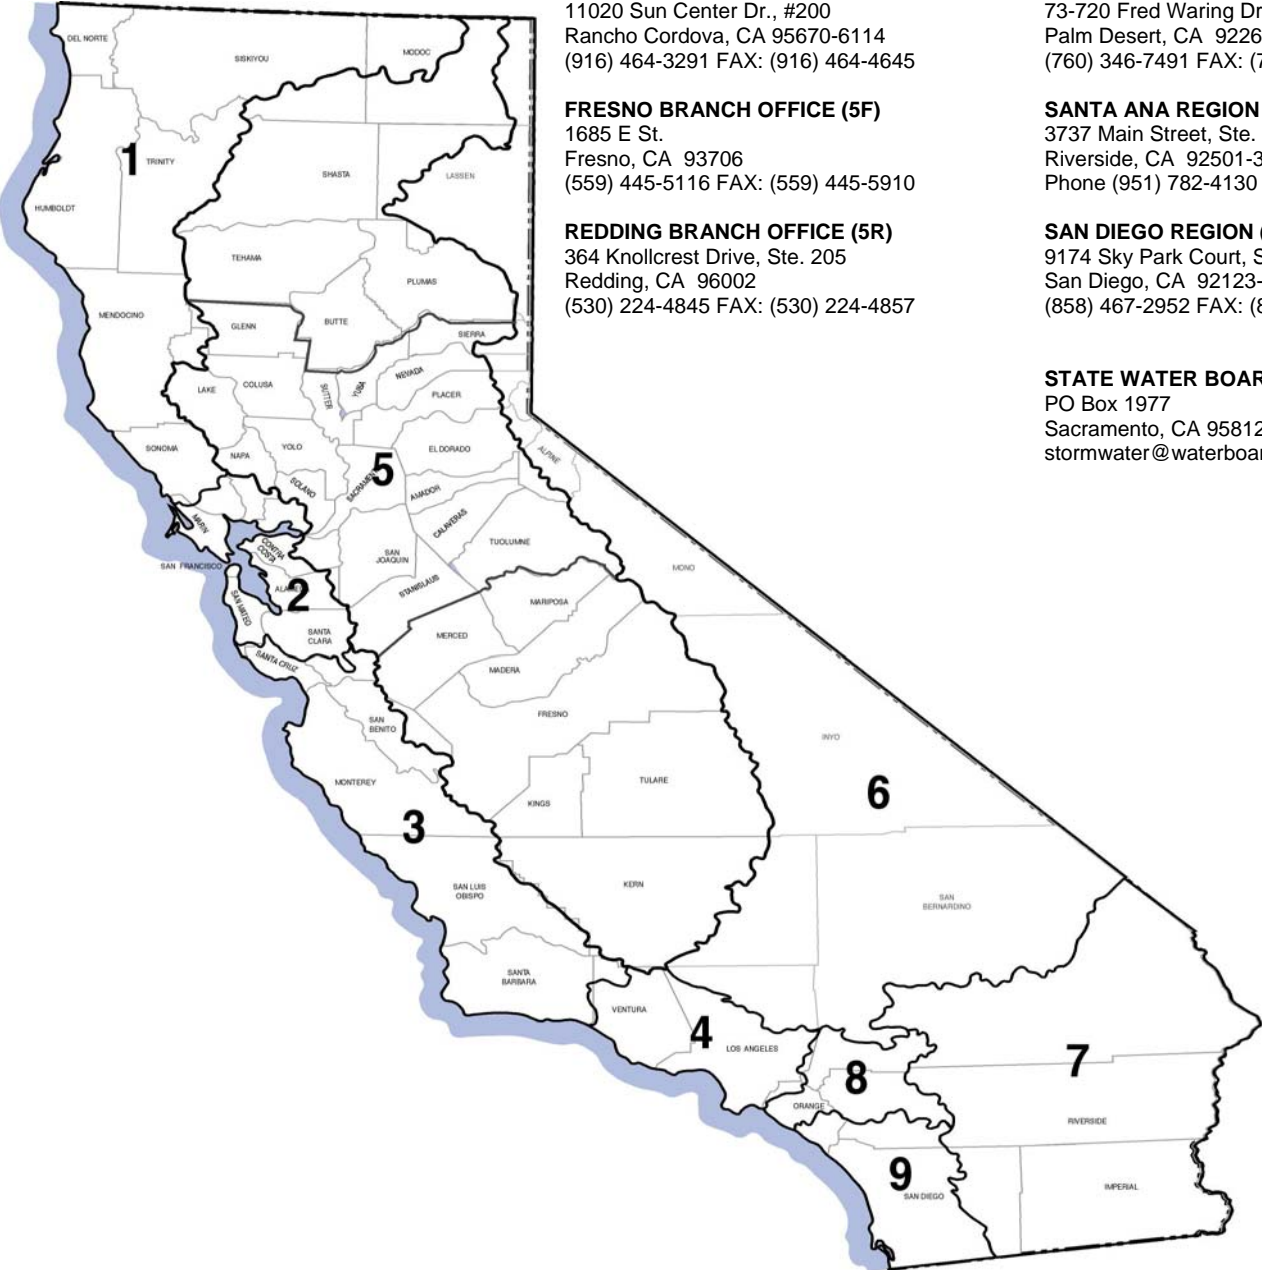 11020 Sun Center Dr., #200
Rancho Cordova, CA 95670-6114
(916) 464-3291 FAX: (916) 464-4645
FRESNO BRANCH OFFICE (5F)
1685 E St.
Fresno, CA 93706
(559) 445-5116 FAX: (559) 445-5910
REDDING BRANCH OFFICE (5R)
364 Knollcrest Drive, Ste. 205
Redding, CA 96002
(530) 224-4845 FAX: (530) 224-4857
73-720 Fred Waring
Palm Desert, CA
(760) 346-7491 FAX:
SANTA ANA REGION
3737 Main Street, Ste.
Riverside, CA
Phone (951) 782-4130
SAN DIEGO REGION
9174 Sky Park Court,
San Diego, CA
(858) 467-2952 FAX:
STATE WATER
PO Box 1977
Sacramento, CA 95812
DEL NORTE
SISKIYOU
MODOC
1
TRINITY
SHASTA
LASSEN
HUMBOLDT
TEHAMA
PLUMAS
MENDOCINO
GLENN
BUTTE
SIERRA
LAKE
COLUSA
SUTTER
YUBA
NEVADA
PLACER
SONOMA
NAPA
YOLO
EL DORADO
ALPINE
SOLANO
5
AMADOR
MARIN
CALAVERAS
CONTRA
COSTA
SAN
JOAQUIN
TUOLUMNE
SAN FRANCISCO
MONO
2
STANISLAUS
SAN MATEO
MARIPOSA
SANTA
CLARA
MERCED
SANTA CRUZ
MADERA
SAN
BENITO
FRESNO
INYO
MONTEREY
TULARE
6
3
KINGS
SAN LUIS
OBISPO
KERN
SAN
BERNARDINO
SANTA
BARBARA
VENTURA
4
LOS ANGELES
7
8
ORANGE
RIVERSIDE
9
SAN DIEGO
IMPERIAL